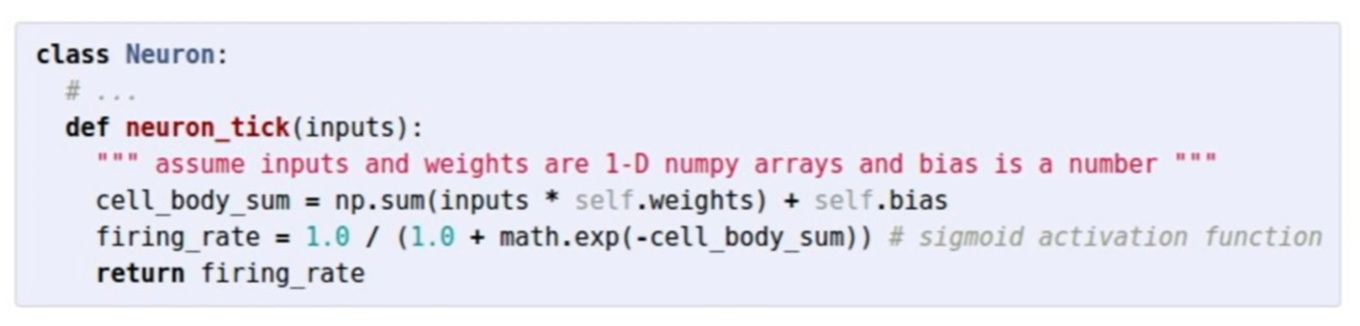 class Neuron:
# ...
def neuron_tick(inputs):
""" assume inputs and weights are 1-D numpy arrays and bias is a number """
cell_body_sum = np.sum(inputs * self.weights) + self.bias
firing_rate = 1.0 / (1.0 + math.exp(-cell_body_sum)) # sigmoid activation function
return firing_rate